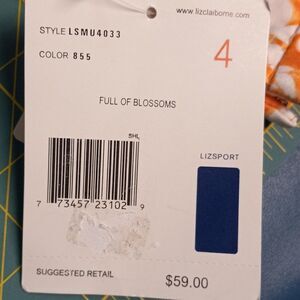 www.lizclaiborne.com
STYLE LSMU4033
4
COLOR 855
FULL OF BLOSSOMS
SHL
LIZSPORT
7 73457 23102 9
SUGGESTED RETAIL
$59.00